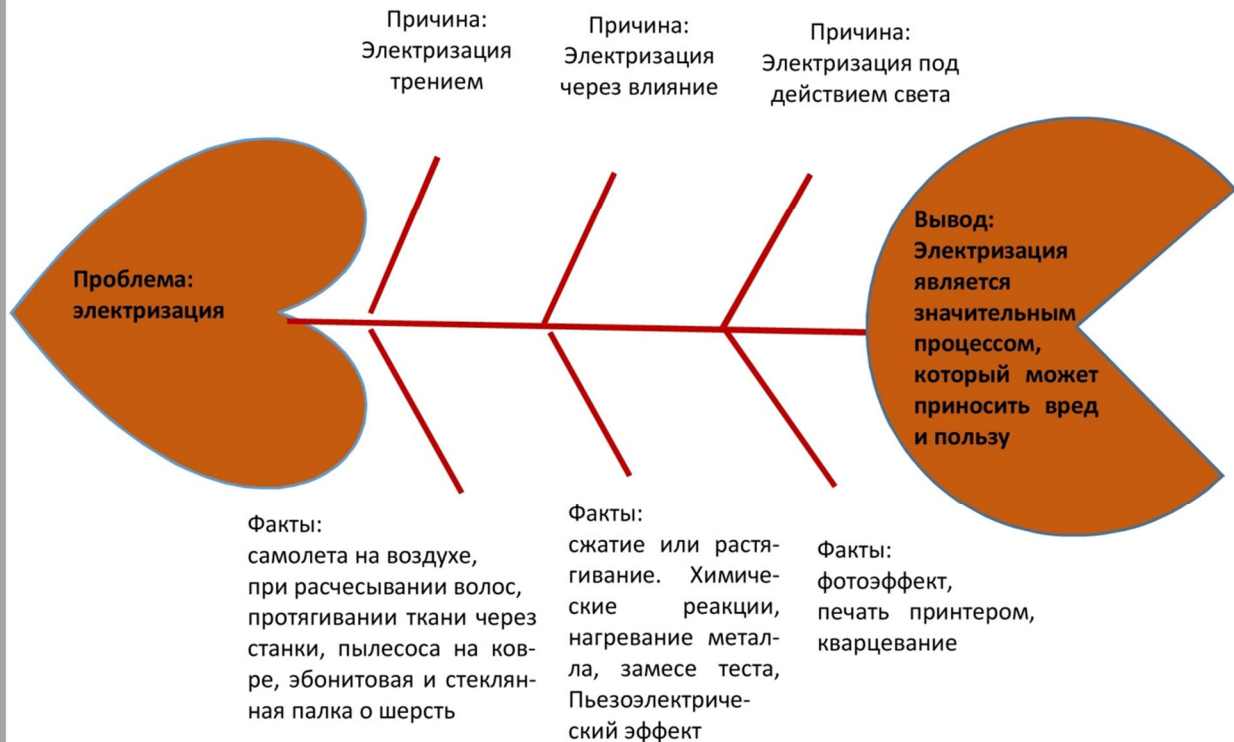 Причина:
Электризация
трением
Причина:
Электризация
через влияние
Причина:
Электризация под
действием света
Проблема:
электризация
Вывод:
Электризация
является
значительным
процессом,
который может
приносить вред
и пользу
Факты:
самолета на воздухе,
при расчесывании волос,
протягивании ткани через
станки, пылесоса на ков-
ре, эбонитовая и стеклян-
ная палка о шерсть
Факты:
сжатие или растя-
гивание. Химиче-
ские реакции,
нагревание метал-
ла, замесе теста,
Пьезоэлектриче-
ский эффект
Факты:
фотоэффект,
печать принтером,
кварцевание